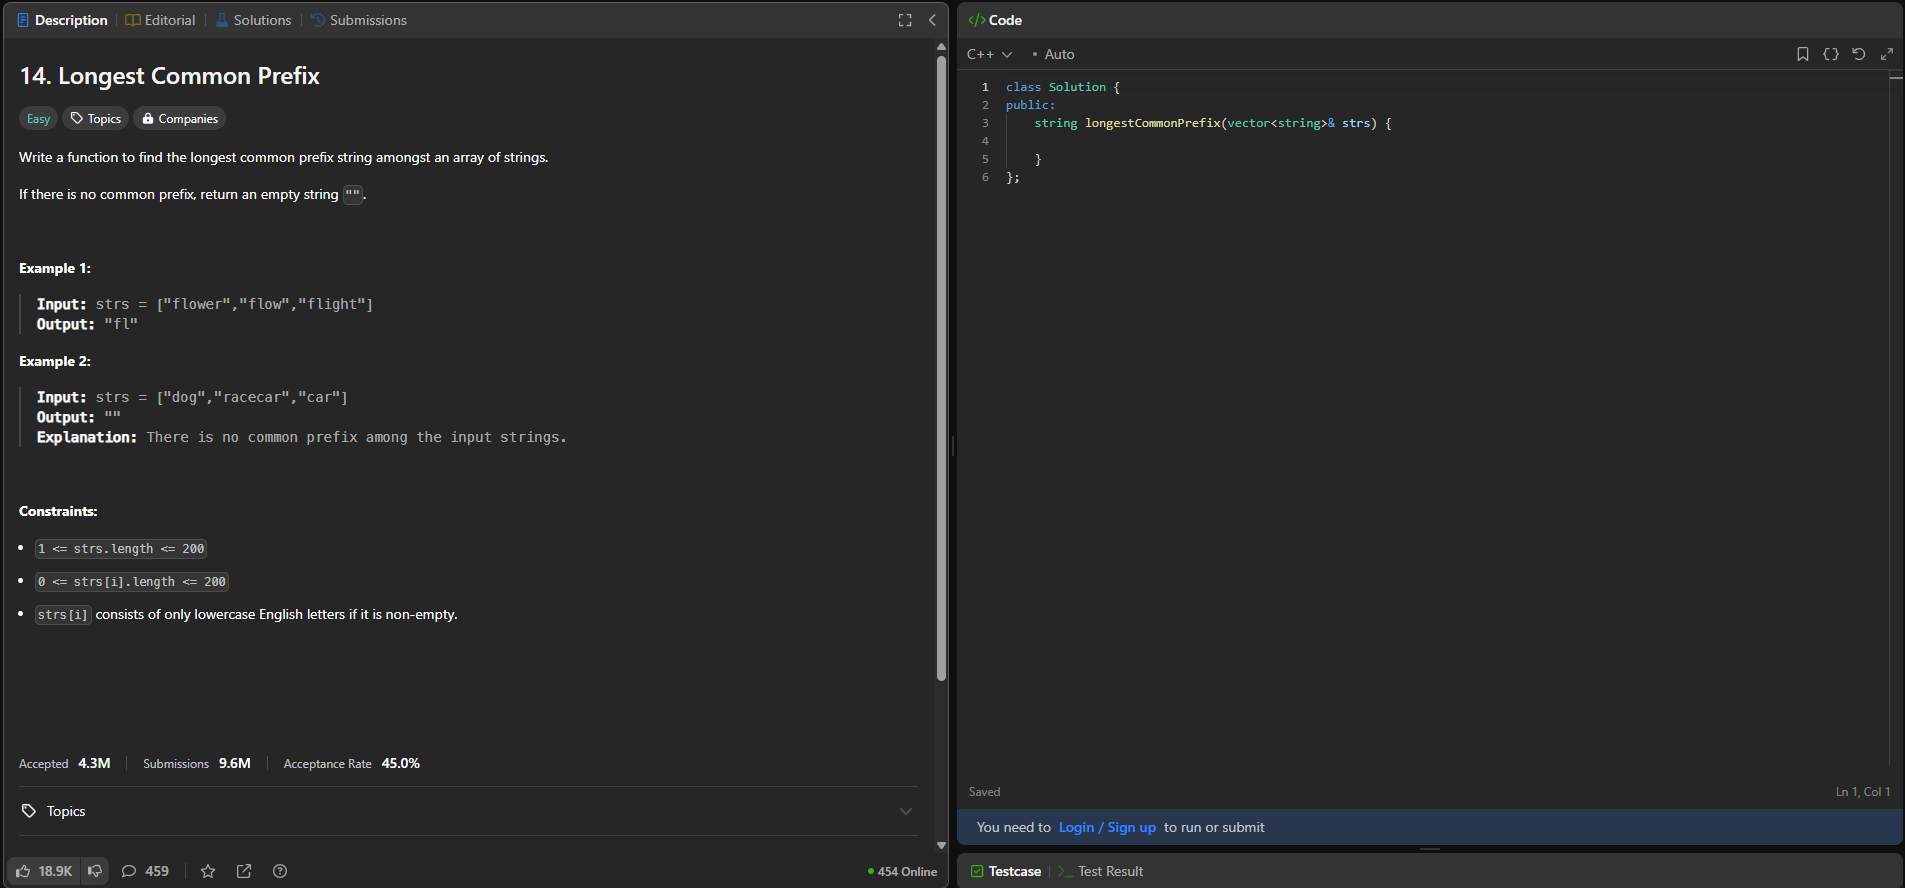 Description
Editorial
Solutions
Submissions
14. Longest Common Prefix
Easy
Topics
Companies
Write a function to find the longest common prefix string amongst an array of strings.
If there is no common prefix, return an empty string "".
Example 1:
Input: strs = ["flower","flow","flight"]
Output: "fl"
Example 2:
Input: strs = ["dog","racecar","car"]
Output: ""
Explanation: There is no common prefix among the input strings.
Constraints:
1 <= strs.length <= 200
0 <= strs[i].length <= 200
strs[i] consists of only lowercase English letters if it is non-empty.
Accepted 4.3M
Submissions 9.6M
Acceptance Rate 45.0%
Topics
18.9K
459
454 Online
</> Code
C++
Auto
1 class Solution {
2 public:
3 string longestCommonPrefix(vector<string>& strs) {
4
5 }
6 };
Saved
Ln 1, Col 1
You need to Login / Sign up to run or submit
Testcase
>_ Test Result